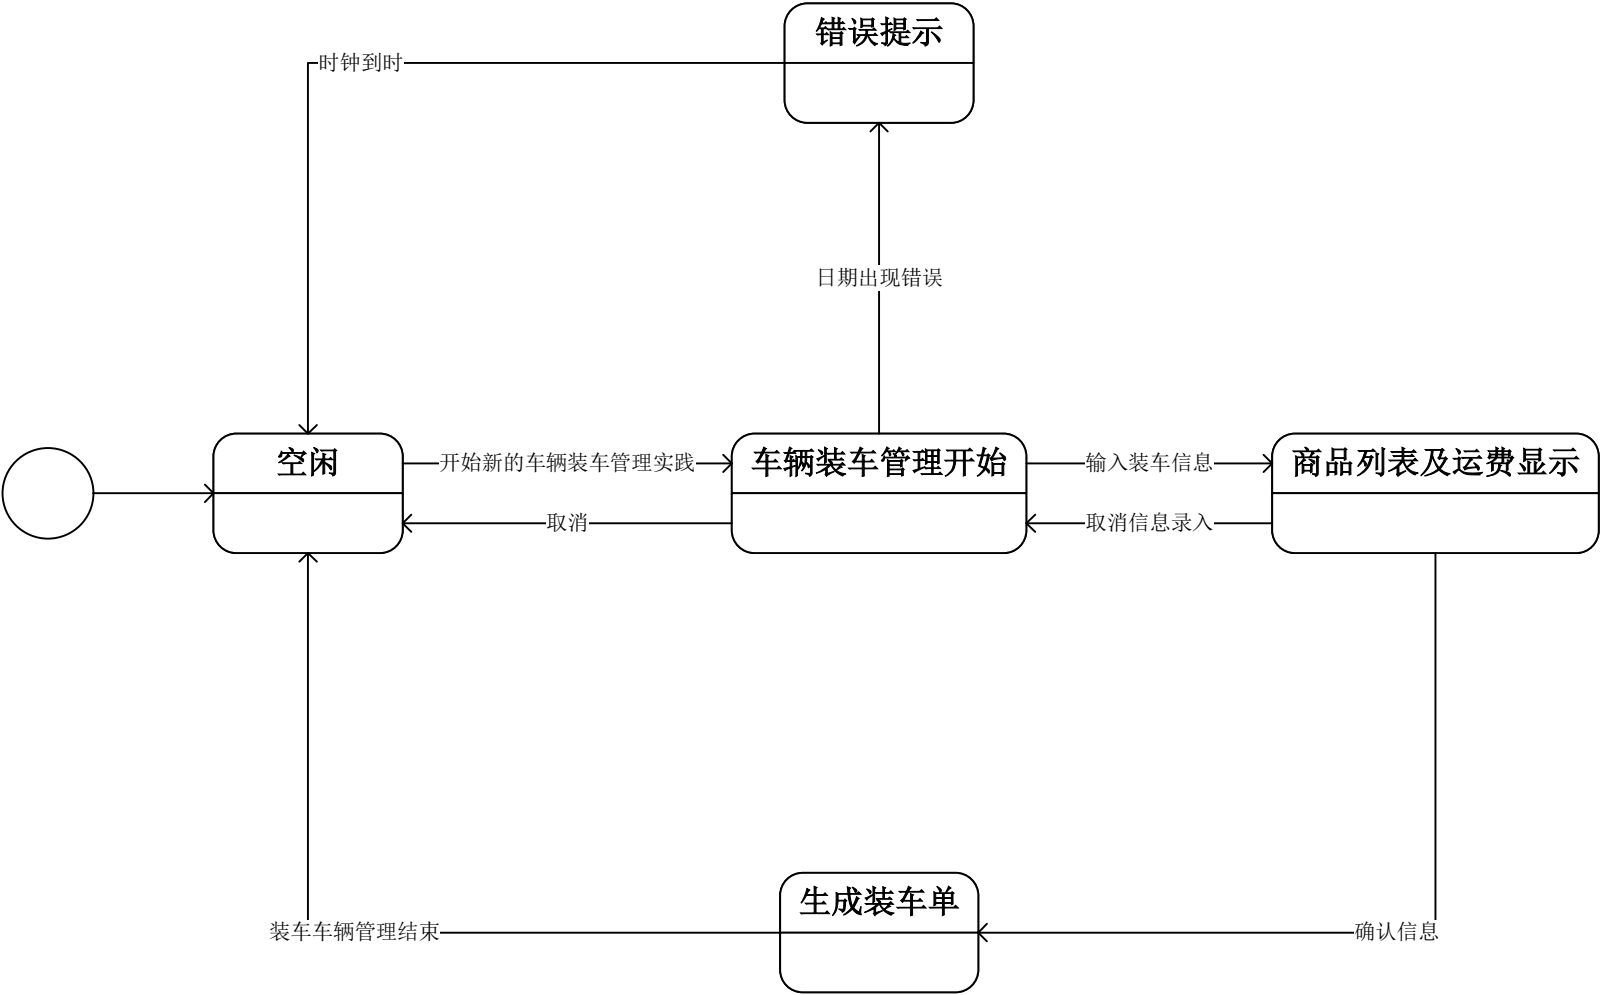 错误提示
时钟到时
日期出现错误
空闲
开始新的车辆装车管理实践
车辆装车管理开始
输入装车信息
商品列表及运费显示
取消
取消信息录入
生成装车单
装车车辆管理结束
确认信息